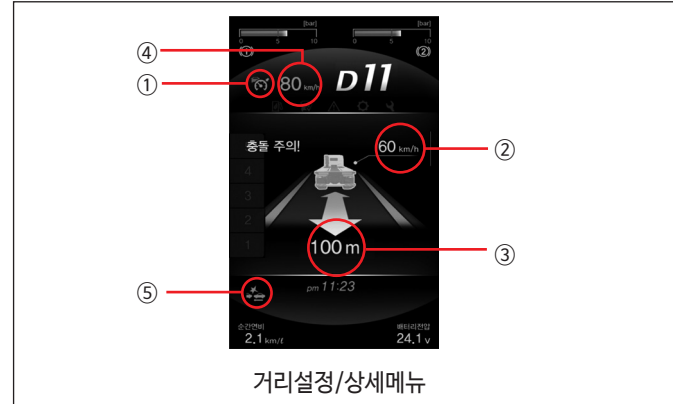 [bar] [bar]
0 5 10 0 5 10
(1) (2)
④
①
80 km/h D11
충돌 주의!
60 km/h
②
4
3
2
1
100 m
③
⑤
pm 11:23
순간연비 배터리전압
2.1 km/ℓ 24.1 v
거리설정/상세메뉴